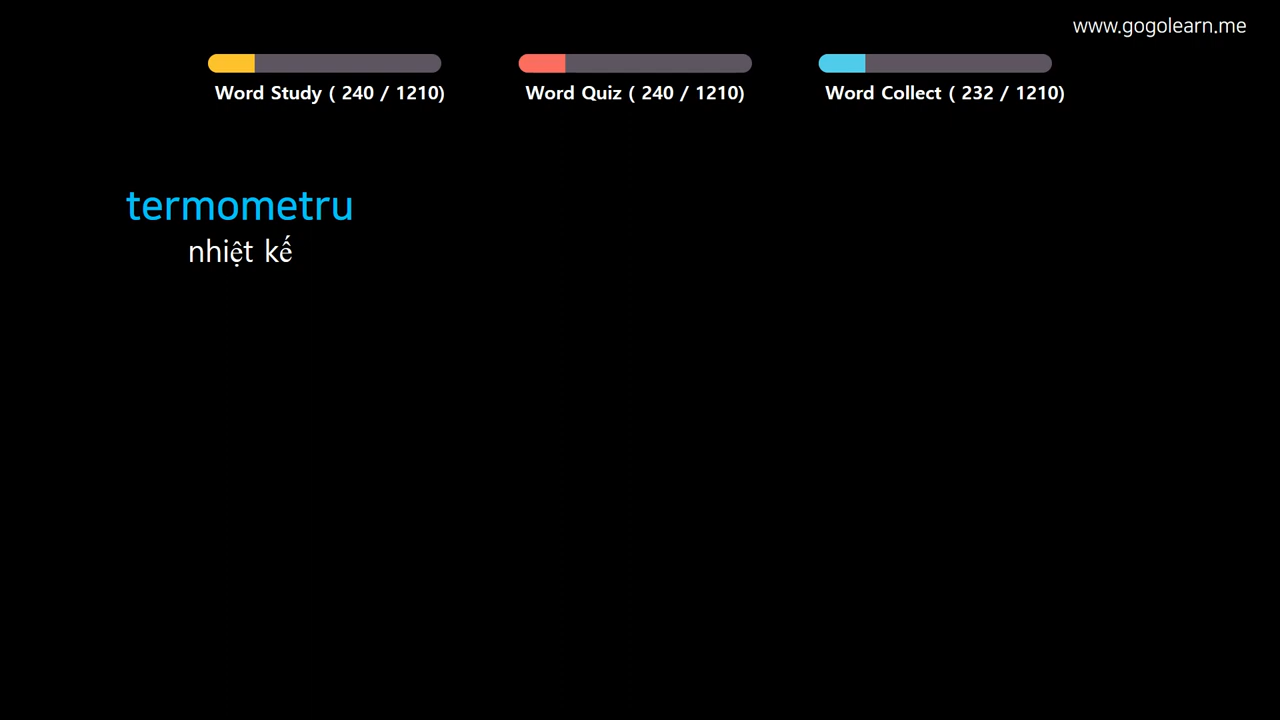 www.gogolearn.me
Word Study ( 240 / 1210)
Word Quiz ( 240 / 1210)
Word Collect ( 232 / 1210)
termometru
nhiệt kế